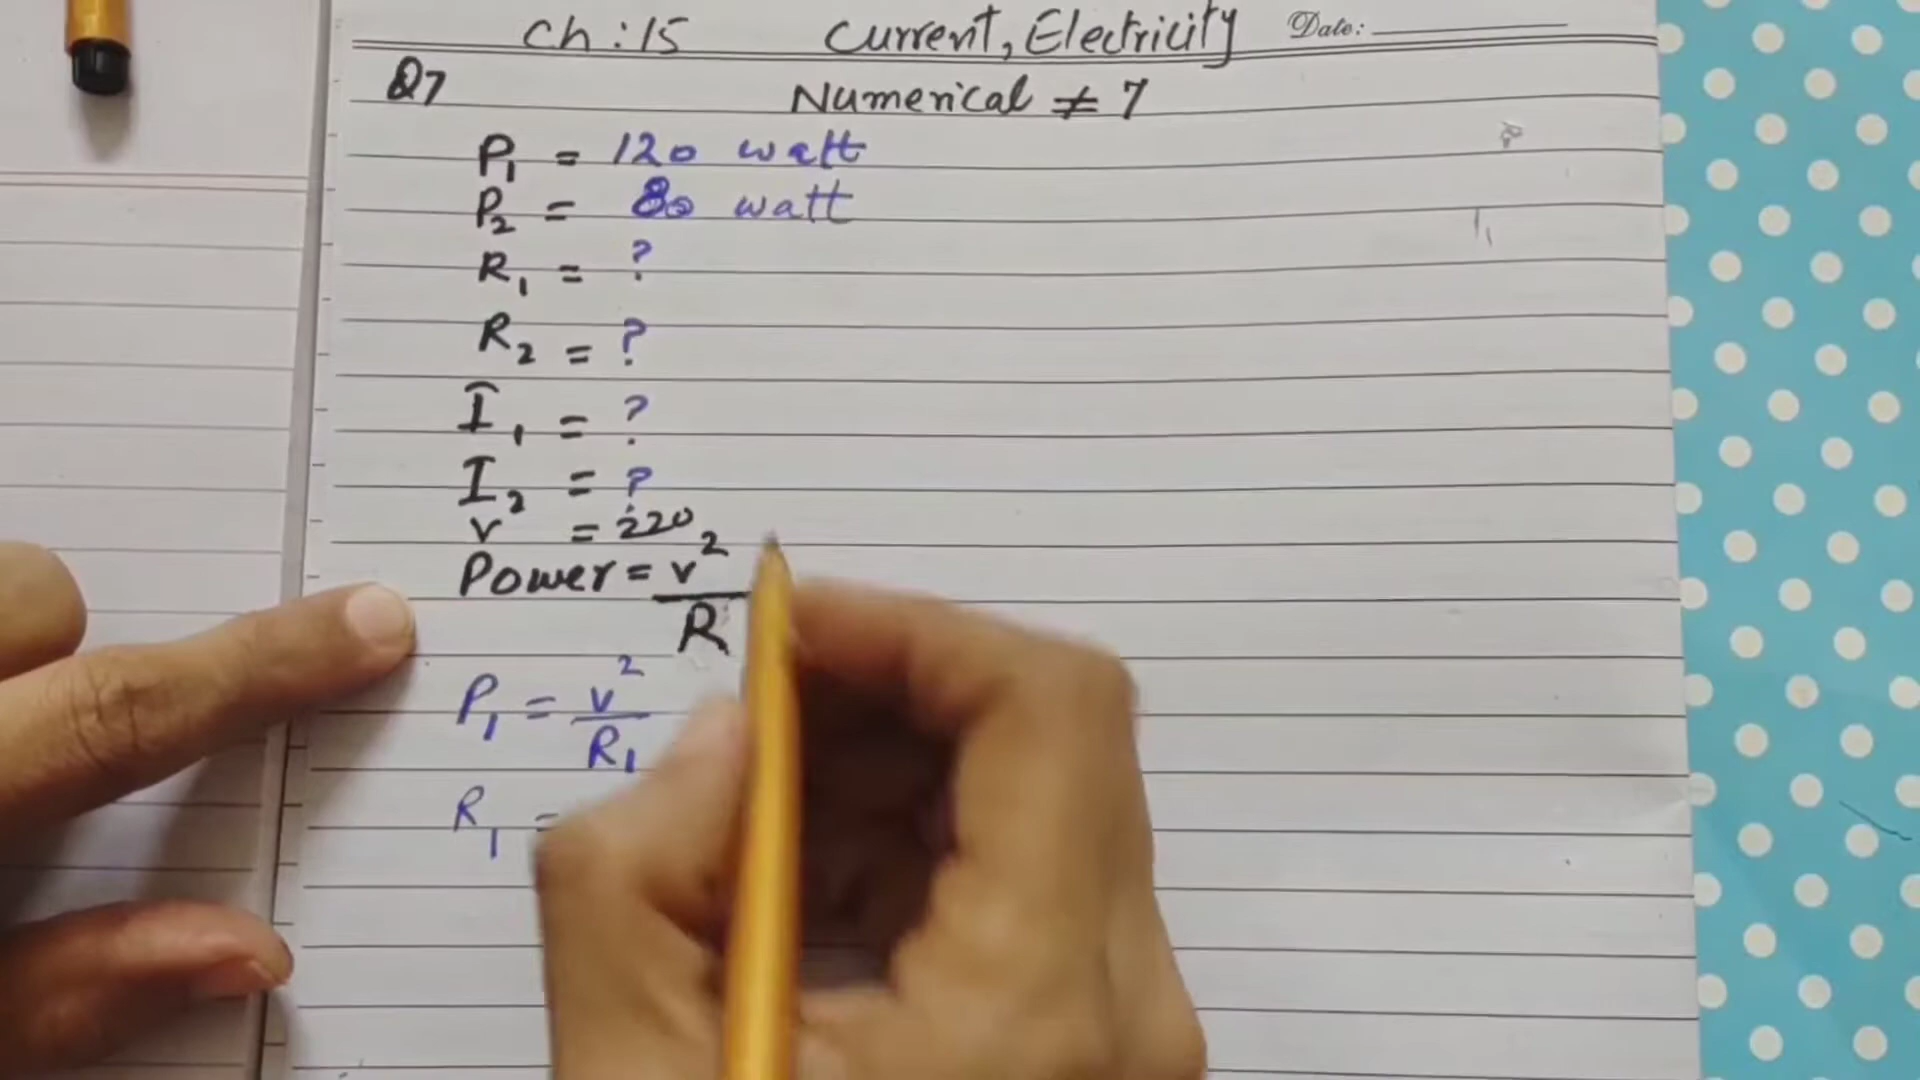 Ch : 15 Current, Electricity Date:
Q7 Numerical ≠ 7
P1 = 120 watt
P2 = 80 watt
R1 = ?
R2 = ?
I1 = ?
I2 = ?
v = 220
Power = v²/R
P1 = v²/R1
R1 =